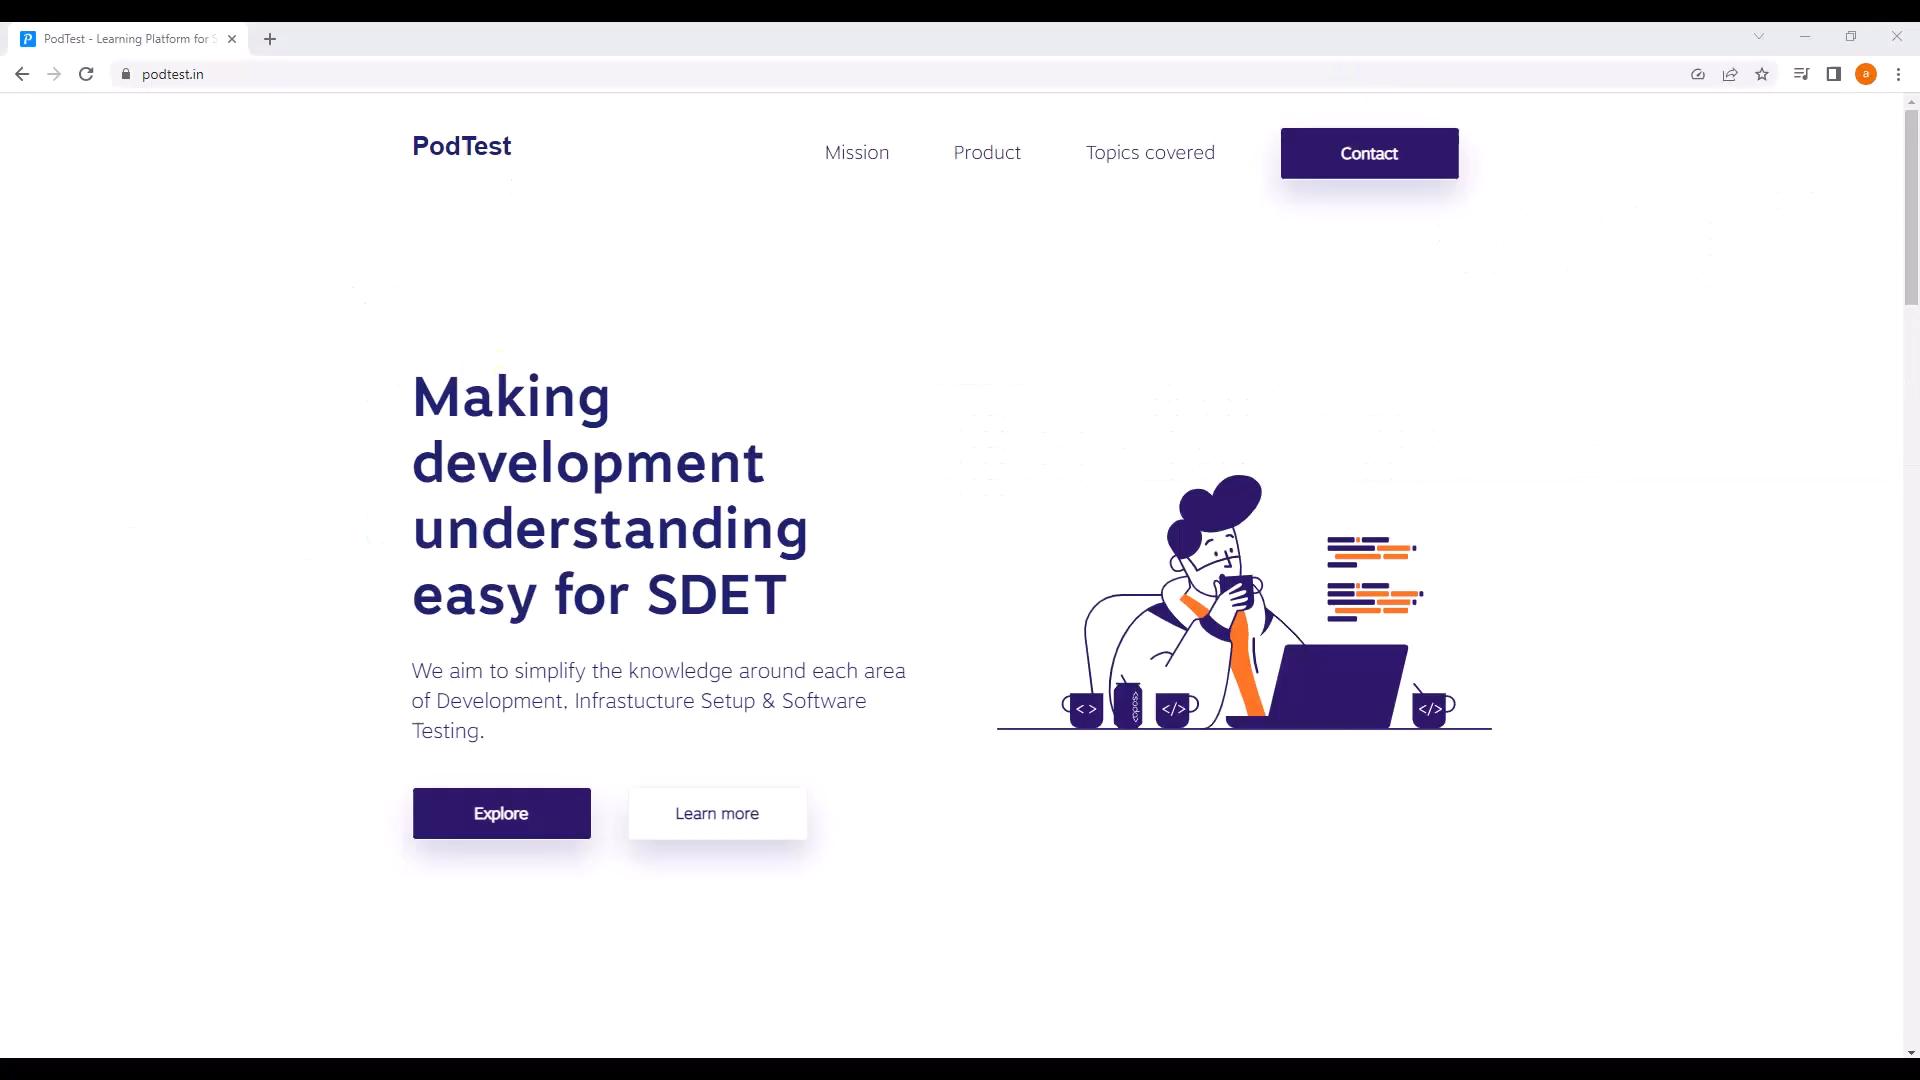 PodTest - Learning Platform for S
podtest.in
a
PodTest
Mission
Product
Topics covered
Contact
Making
development
understanding
easy for SDET
We aim to simplify the knowledge around each area
of Development, Infrastucture Setup & Software
Testing.
Explore
Learn more
< >
</>
</>